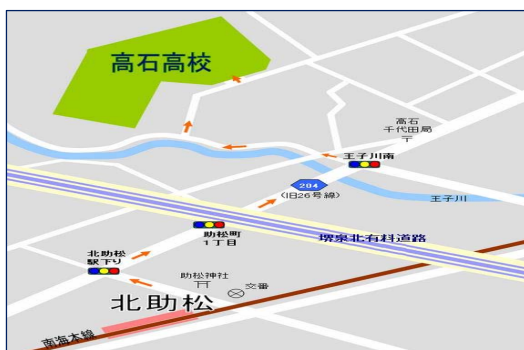 高石高校
高石
千代田局
王子川南
204
(旧26号線)
王子川
助松町
1丁目
堺泉北有料道路
北助松
駅下り
助松神社
交番
北助松
南海本線